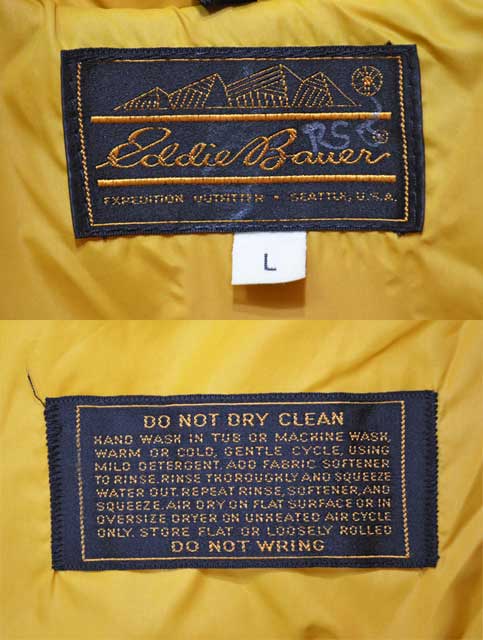 Eddie Bauer
EXPEDITION OUTFITTER • SEATTLE, U.S.A.
L
DO NOT DRY CLEAN
HAND WASH IN TUB OR MACHINE WASH,
WARM OR COLD, GENTLE CYCLE, USING
MILD DETERGENT. ADD FABRIC SOFTENER
TO RINSE. RINSE THOROUGHLY AND SQUEEZE
WATER OUT. REPEAT RINSE, SOFTENER, AND
SQUEEZE. AIR DRY ON FLAT SURFACE OR IN
OVERSIZE DRYER ON UNHEATED AIR CYCLE
ONLY. STORE FLAT OR LOOSELY ROLLED
DO NOT WRING